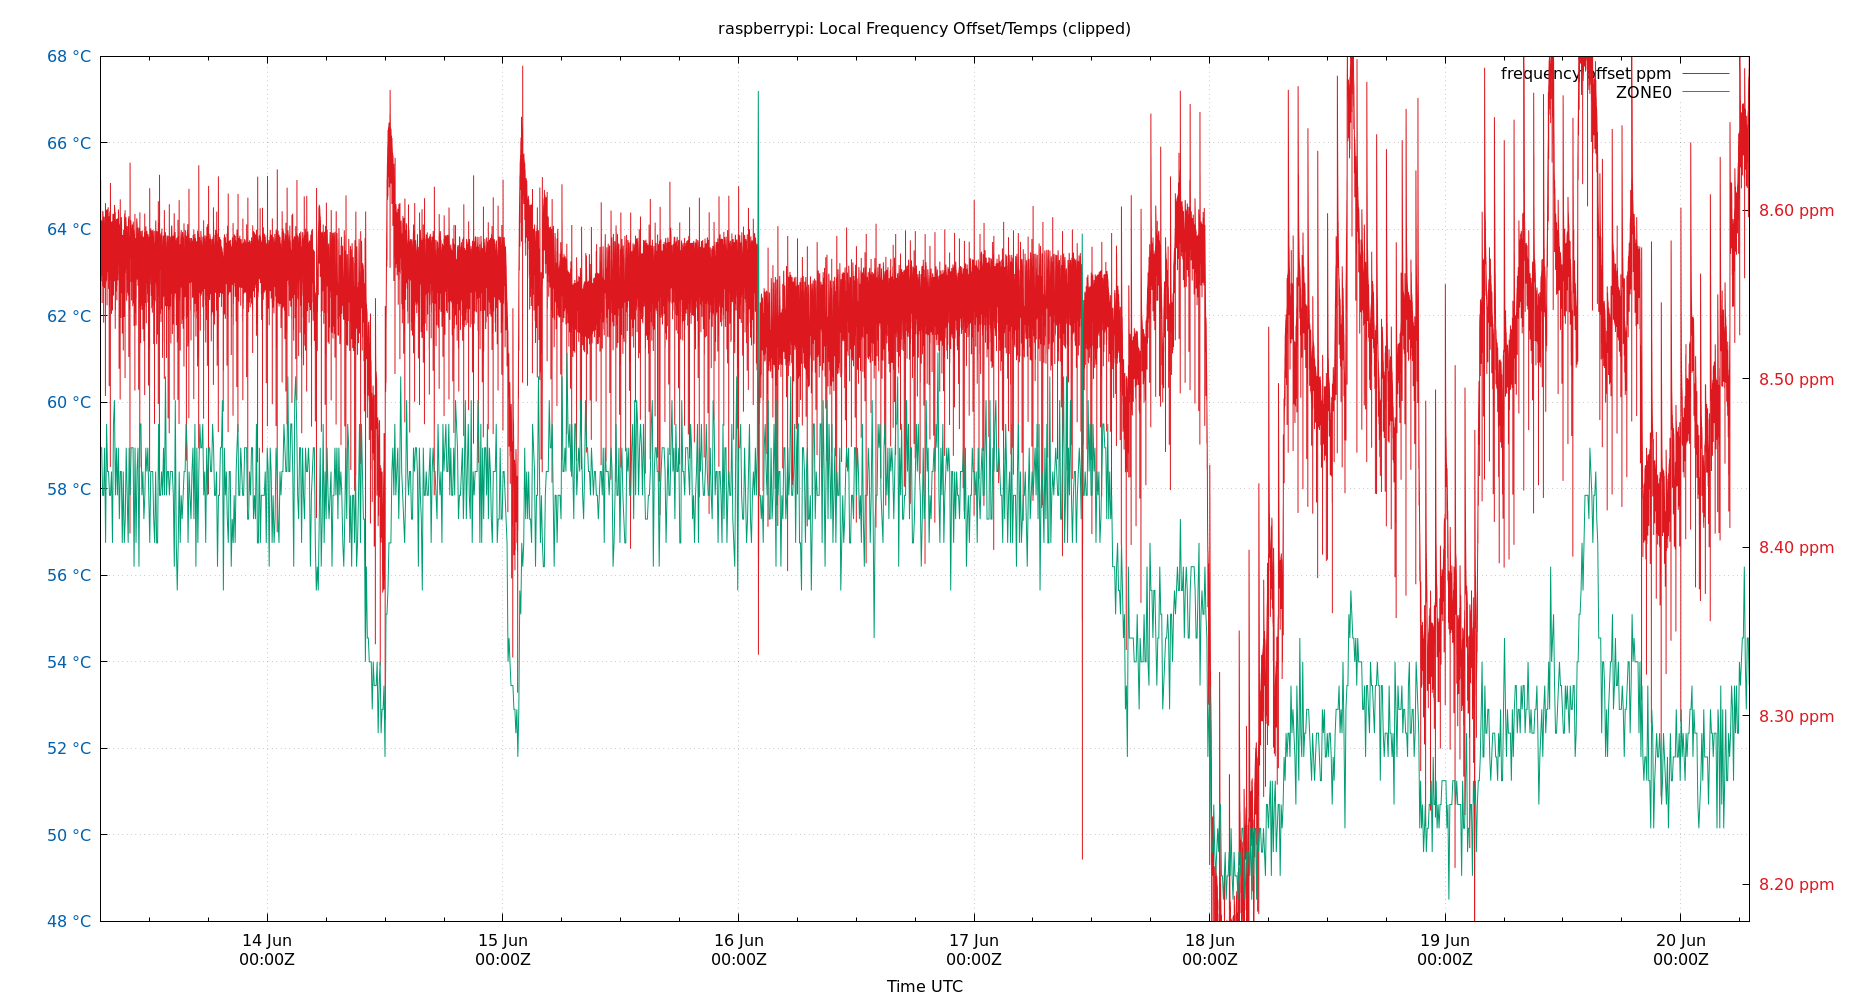 raspberrypi: Local Frequency Offset/Temps (clipped)
68 °C
66 °C
64 °C
62 °C
60 °C
58 °C
56 °C
54 °C
52 °C
50 °C
48 °C
frequency offset ppm
ZONE0
8.60 ppm
8.50 ppm
8.40 ppm
8.30 ppm
8.20 ppm
14 Jun
00:00Z
15 Jun
00:00Z
16 Jun
00:00Z
17 Jun
00:00Z
18 Jun
00:00Z
19 Jun
00:00Z
20 Jun
00:00Z
Time UTC